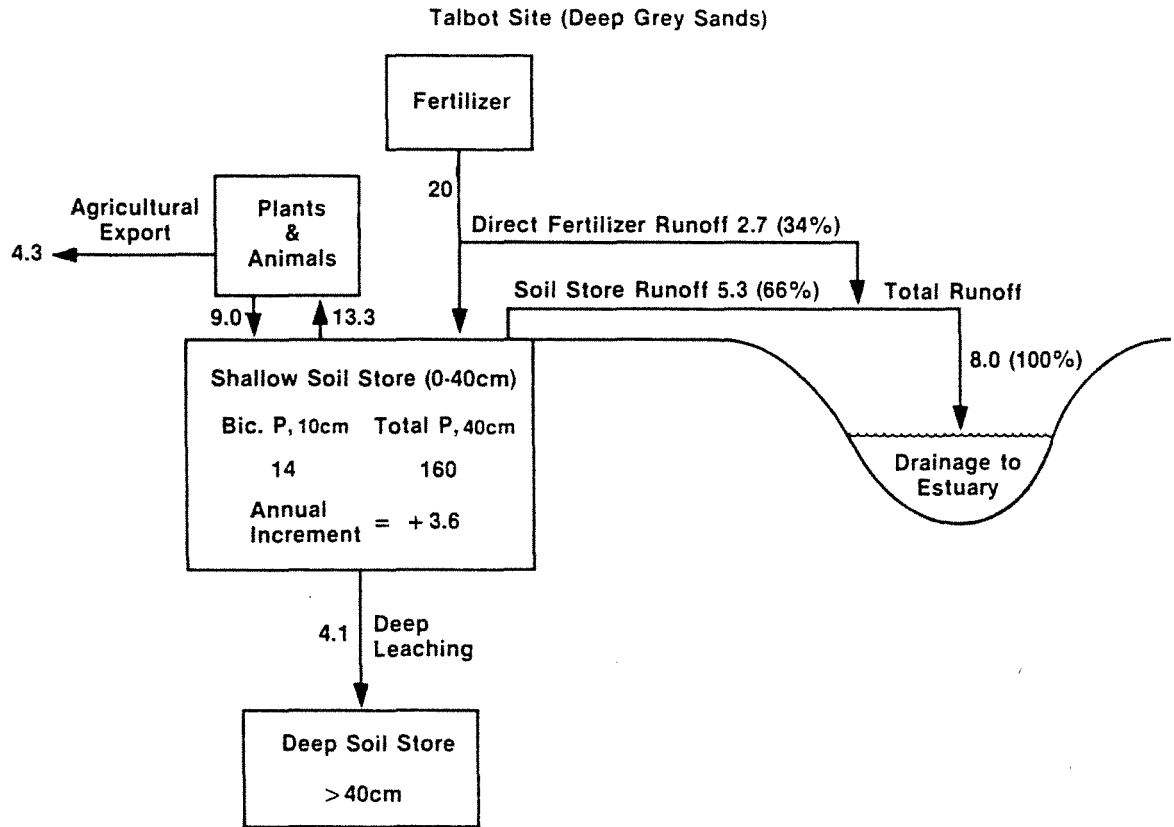 Talbot Site (Deep Grey Sands)
Fertilizer
20
Direct Fertilizer Runoff 2.7 (34%)
Plants
&
Animals
Agricultural
Export
4.3
9.0
13.3
Soil Store Runoff 5.3 (66%)
Total Runoff
8.0 (100%)
Shallow Soil Store (0-40cm)
Bic. P, 10cm Total P, 40cm
14 160
Annual
Increment = + 3.6
Drainage to
Estuary
4.1
Deep
Leaching
Deep Soil Store
>40cm